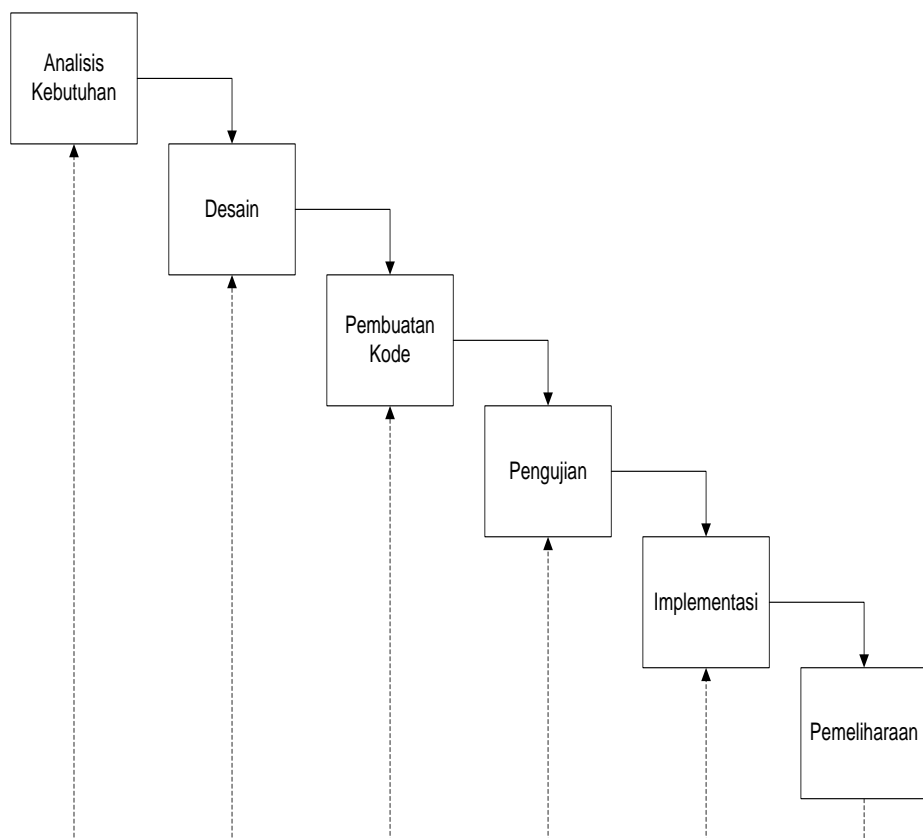 Analisis
Kebutuhan
Desain
Pembuatan
Kode
Pengujian
Implementasi
Pemeliharaan